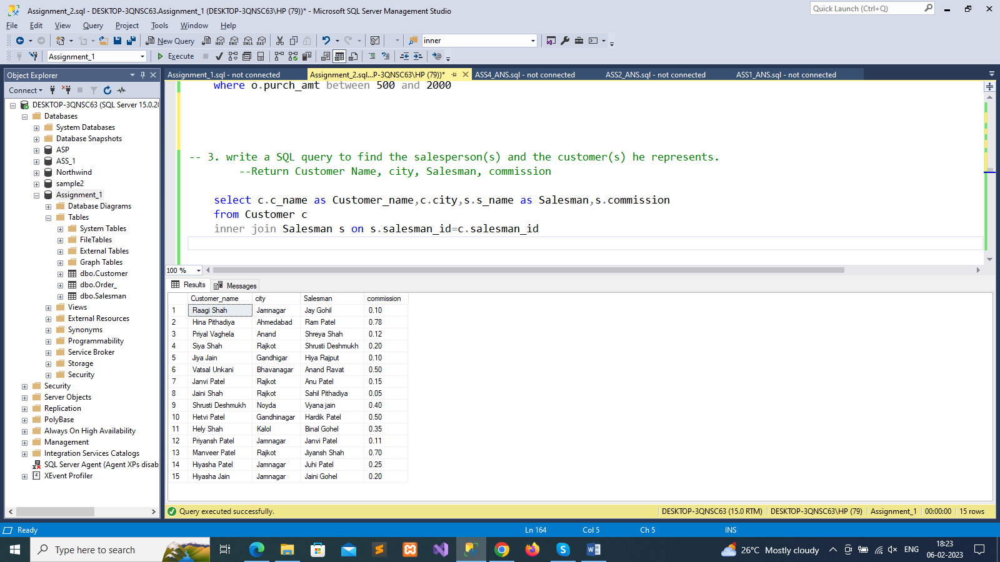 Assignment_2.sql - DESKTOP-3QNSC63.Assignment_1 (DESKTOP-3QNSC63\HP (79))* - Microsoft SQL Server Management Studio
Quick Launch (Ctrl+Q)
File Edit View Query Project Tools Window Help
New Query
MDX DMX XMLA DAX
inner
Assignment_1
Execute
Object Explorer
Assignment_1.sql - not connected
Assignment_2.sql...P-3QNSC63\HP (79))*
ASS4_ANS.sql - not connected
ASS2_ANS.sql - not connected
ASS1_ANS.sql - not connected
Connect
DESKTOP-3QNSC63 (SQL Server 15.0.20
Databases
System Databases
Database Snapshots
ASP
ASS_1
Northwind
sample2
Assignment_1
Database Diagrams
Tables
System Tables
FileTables
External Tables
Graph Tables
dbo.Customer
dbo.Order_
dbo.Salesman
Views
External Resources
Synonyms
Programmability
Service Broker
Storage
Security
Security
Server Objects
Replication
PolyBase
Always On High Availability
Management
Integration Services Catalogs
SQL Server Agent (Agent XPs disab
XEvent Profiler
where o.purch_amt between 500 and 2000
-- 3. write a SQL query to find the salesperson(s) and the customer(s) he represents.
--Return Customer Name, city, Salesman, commission
select c.c_name as Customer_name,c.city,s.s_name as Salesman,s.commission
from Customer c
inner join Salesman s on s.salesman_id=c.salesman_id
100 %
Results Messages
Customer_name city Salesman commission
1 Raagi Shah Jamnagar Jay Gohil 0.10
2 Hina Pithadiya Ahmedabad Ram Patel 0.78
3 Priyal Vaghela Anand Shreya Shah 0.12
4 Siya Shah Rajkot Shrusti Deshmukh 0.20
5 Jiya Jain Gandhigar Hiya Rajput 0.10
6 Vatsal Unkani Bhavanagar Anand Ravat 0.50
7 Janvi Patel Rajkot Anu Patel 0.15
8 Jaini Shah Rajkot Sahil Pithadiya 0.05
9 Shrusti Deshmukh Noyda Vyana jain 0.40
10 Hetvi Patel Gandhinagar Hardik Patel 0.50
11 Hely Shah Kalol Binal Gohel 0.35
12 Priyansh Patel Jamnagar Janvi Patel 0.11
13 Manveer Patel Rajkot Jiyansh Shah 0.70
14 Hiyasha Patel Jamnagar Juhi Patel 0.25
15 Hiyasha Jain Jamnagar Jaini Gohel 0.20
Query executed successfully.
DESKTOP-3QNSC63 (15.0 RTM) DESKTOP-3QNSC63\HP (79) Assignment_1 00:00:00 15 rows
Ready
Ln 164 Col 5 Ch 5 INS
Type here to search
26°C Mostly cloudy
ENG
18:23
06-02-2023